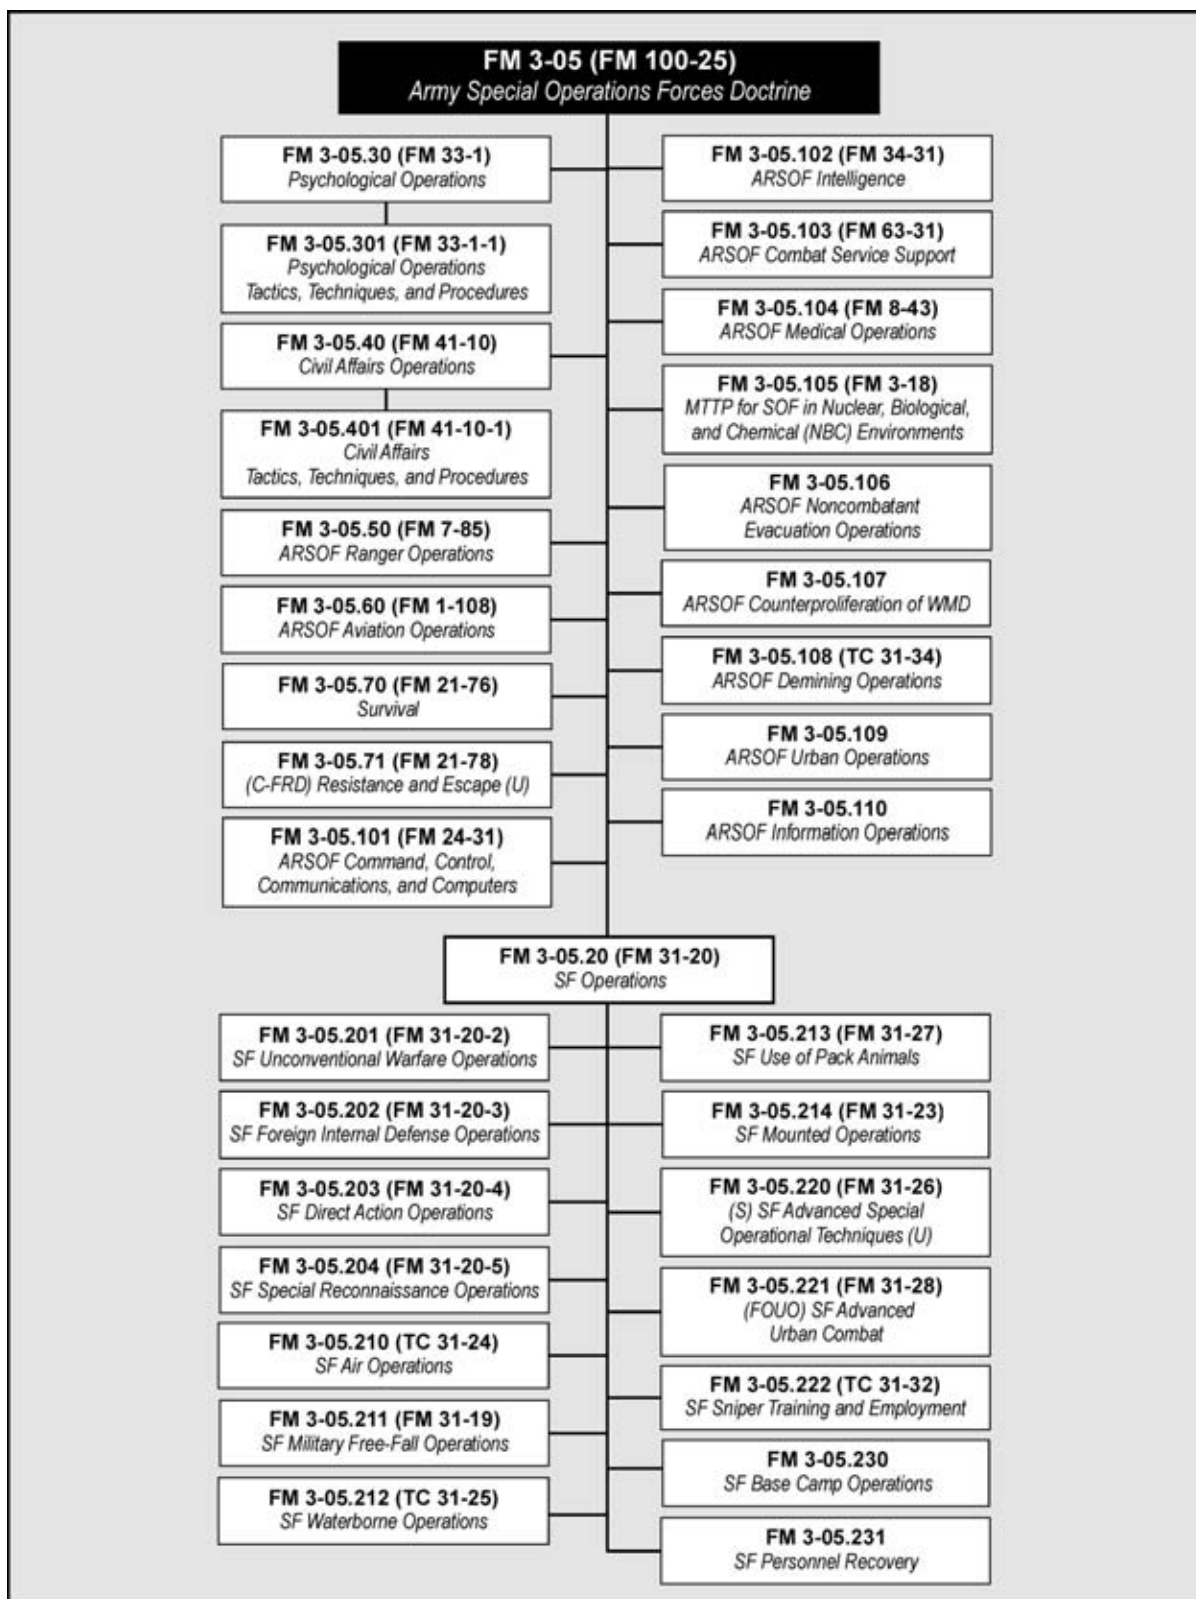 FM 3-05 (FM 100-25)
Army Special Operations Forces Doctrine
FM 3-05.30 (FM 33-1)
Psychological Operations
FM 3-05.301 (FM 33-1-1)
Psychological Operations
Tactics, Techniques, and Procedures
FM 3-05.40 (FM 41-10)
Civil Affairs Operations
FM 3-05.401 (FM 41-10-1)
Civil Affairs
Tactics, Techniques, and Procedures
FM 3-05.50 (FM 7-85)
ARSOF Ranger Operations
FM 3-05.60 (FM 1-108)
ARSOF Aviation Operations
FM 3-05.70 (FM 21-76)
Survival
FM 3-05.71 (FM 21-78)
(C-FRD) Resistance and Escape (U)
FM 3-05.101 (FM 24-31)
ARSOF Command, Control,
Communications, and Computers
FM 3-05.102 (FM 34-31)
ARSOF Intelligence
FM 3-05.103 (FM 63-31)
ARSOF Combat Service Support
FM 3-05.104 (FM 8-43)
ARSOF Medical Operations
FM 3-05.105 (FM 3-18)
MTTP for SOF in Nuclear, Biological,
and Chemical (NBC) Environments
FM 3-05.106
ARSOF Noncombatant
Evacuation Operations
FM 3-05.107
ARSOF Counterproliferation of WMD
FM 3-05.108 (TC 31-34)
ARSOF Demining Operations
FM 3-05.109
ARSOF Urban Operations
FM 3-05.110
ARSOF Information Operations
FM 3-05.20 (FM 31-20)
SF Operations
FM 3-05.201 (FM 31-20-2)
SF Unconventional Warfare Operations
FM 3-05.202 (FM 31-20-3)
SF Foreign Internal Defense Operations
FM 3-05.203 (FM 31-20-4)
SF Direct Action Operations
FM 3-05.204 (FM 31-20-5)
SF Special Reconnaissance Operations
FM 3-05.210 (TC 31-24)
SF Air Operations
FM 3-05.211 (FM 31-19)
SF Military Free-Fall Operations
FM 3-05.212 (TC 31-25)
SF Waterborne Operations
FM 3-05.213 (FM 31-27)
SF Use of Pack Animals
FM 3-05.214 (FM 31-23)
SF Mounted Operations
FM 3-05.220 (FM 31-26)
(S) SF Advanced Special
Operational Techniques (U)
FM 3-05.221 (FM 31-28)
(FOUO) SF Advanced
Urban Combat
FM 3-05.222 (TC 31-32)
SF Sniper Training and Employment
FM 3-05.230
SF Base Camp Operations
FM 3-05.231
SF Personnel Recovery